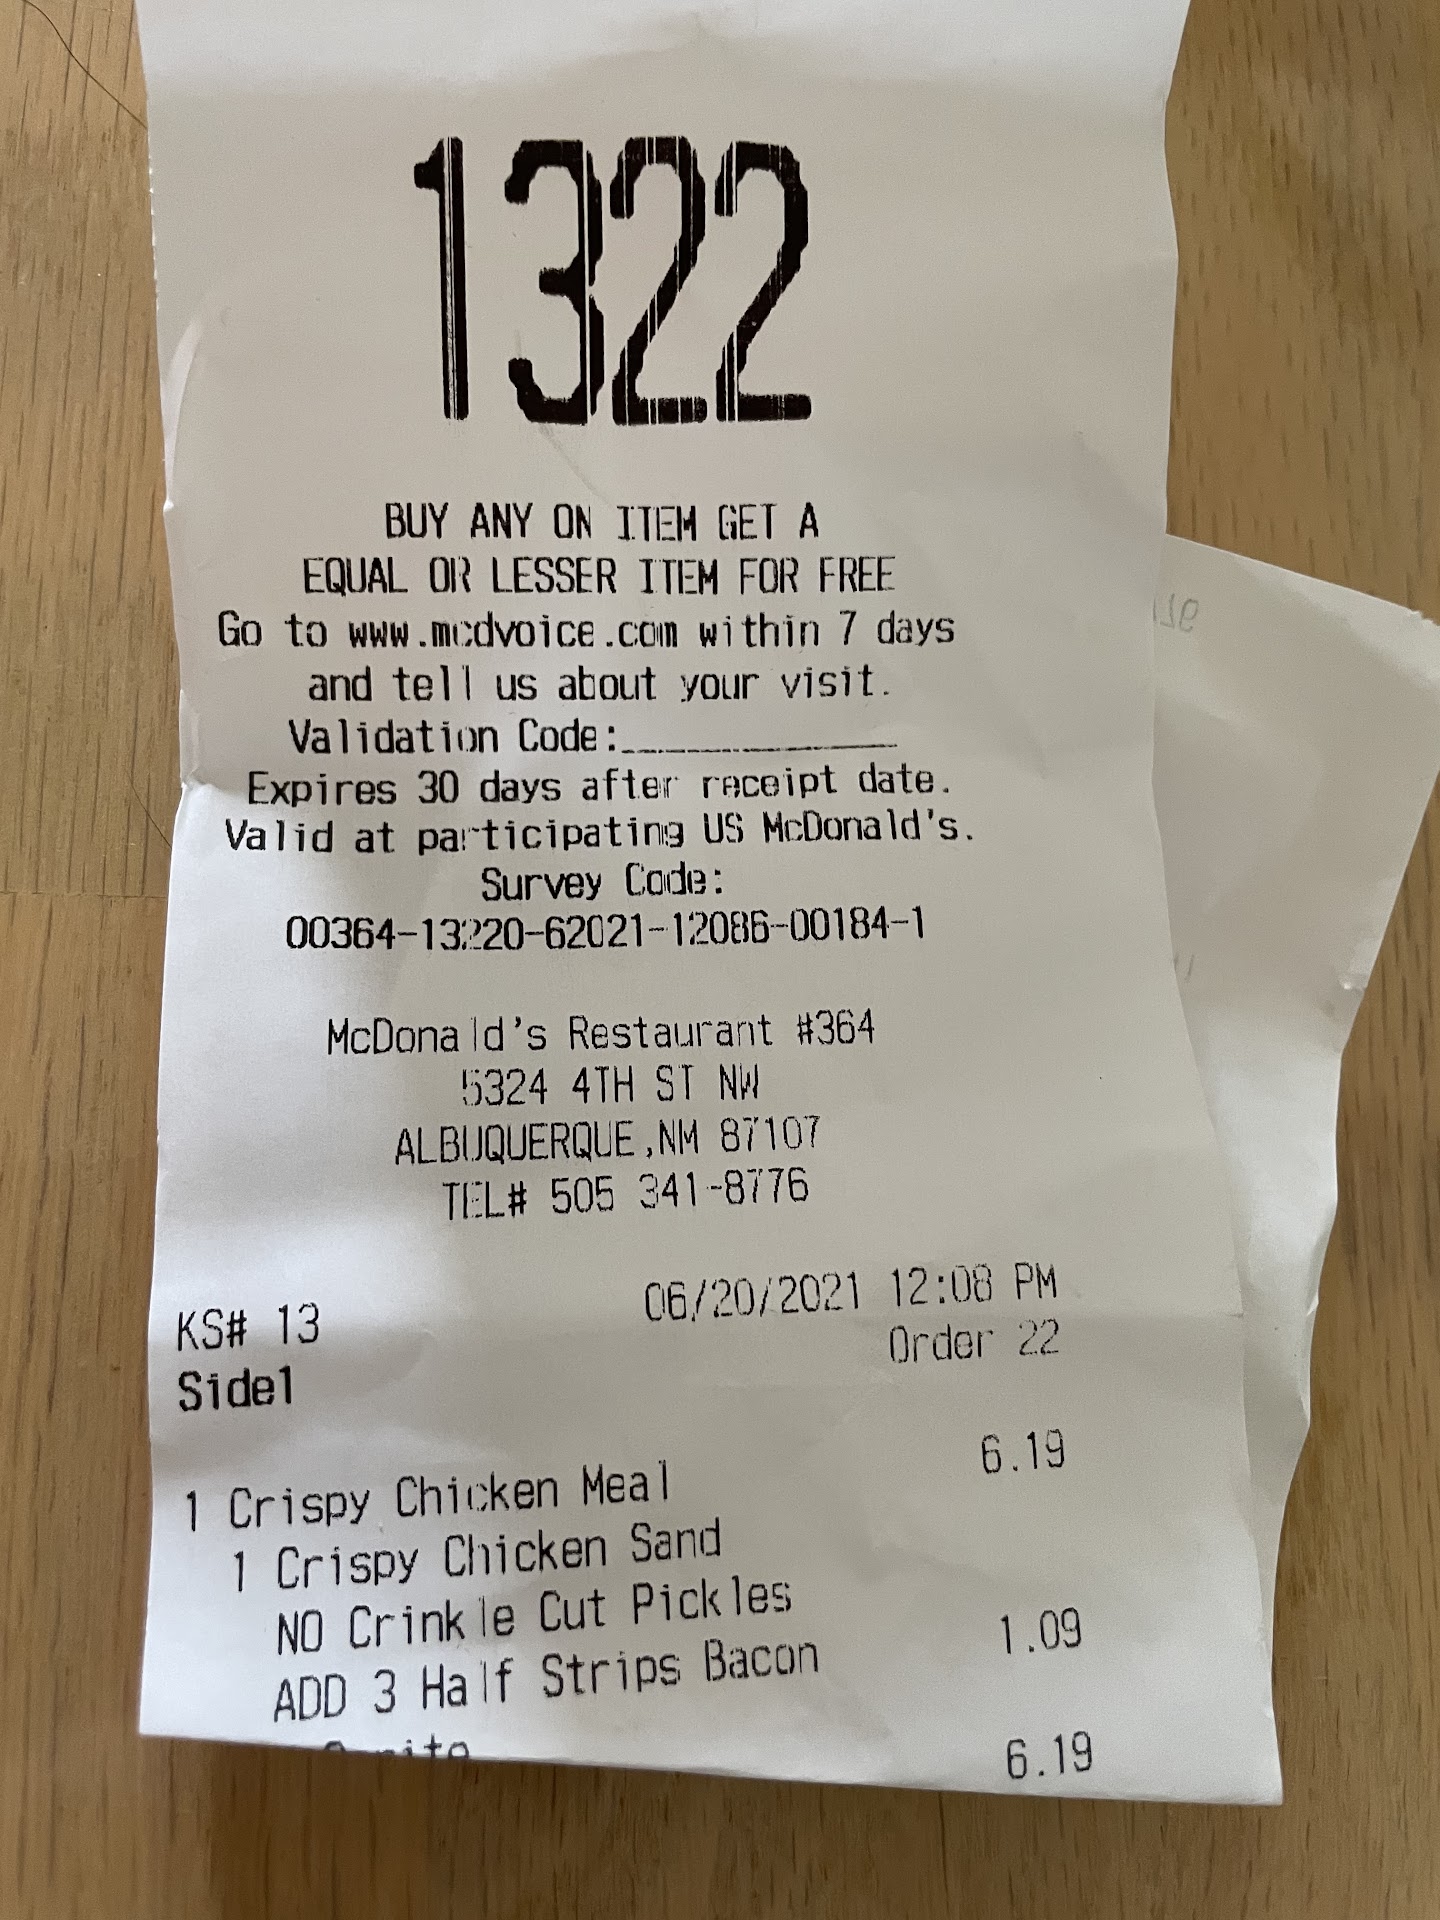 1322
BUY ANY ON ITEM GET A
EQUAL OR LESSER ITEM FOR FREE
Go to www.mcdvoice.com within 7 days
and tell us about your visit.
Validation Code:
Expires 30 days after receipt date.
Valid at participating US McDonald's.
Survey Code:
00364-13220-62021-12086-00184-1
McDonald's Restaurant #364
5324 4TH ST NW
ALBUQUERQUE,NM 87107
TEL# 505 341-8776
KS# 13 06/20/2021 12:08 PM
Side1 Order 22
1 Crispy Chicken Meal 6.19
1 Crispy Chicken Sand
NO Crinkle Cut Pickles
ADD 3 Half Strips Bacon 1.09
6.19